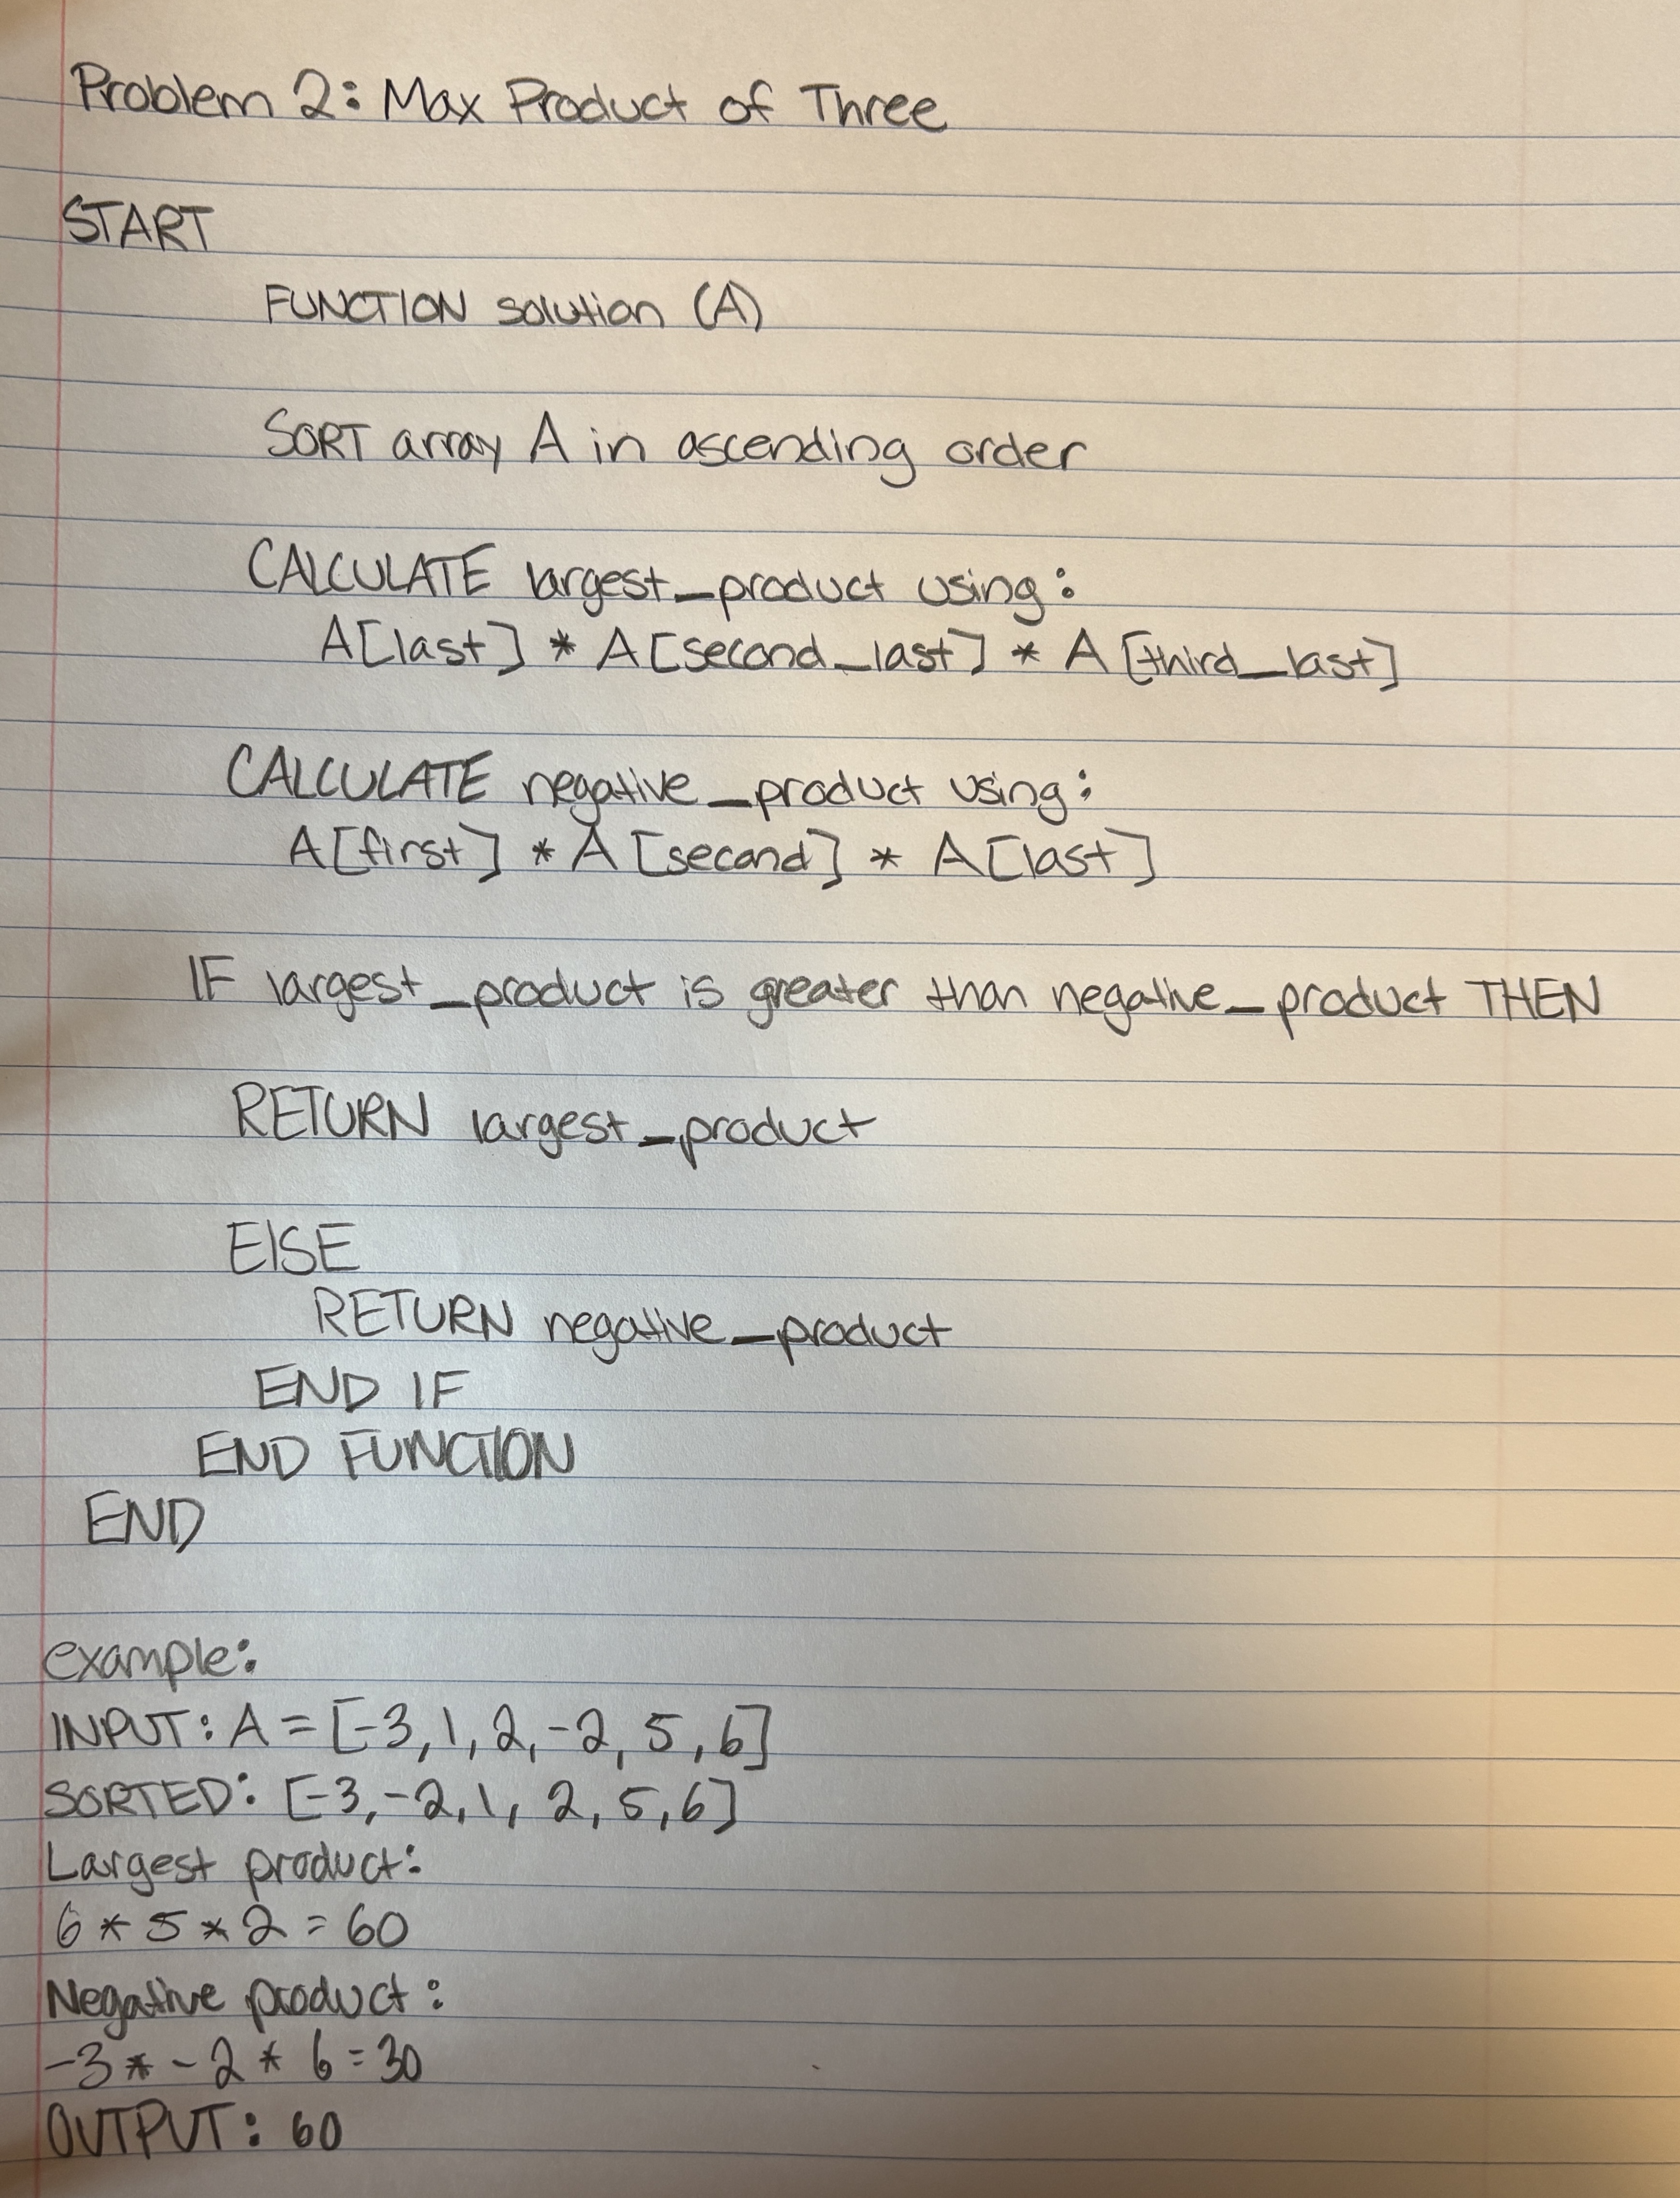 Problem 2: Max Product of Three
START
FUNCTION solution (A)
SORT array A in ascending order
CALCULATE largest_product using:
A[last] * A[second_last] * A[third_last]
CALCULATE negative_product using:
A[first] * A[second] * A[last]
IF largest_product is greater than negative_product THEN
RETURN largest_product
ElSE
RETURN negative_product
END IF
END FUNCTION
END
example:
INPUT: A = [-3, 1, 2, -2, 5, 6]
SORTED: [-3, -2, 1, 2, 5, 6]
Largest product:
6 * 5 * 2 = 60
Negative product:
-3 * -2 * 6 = 30
OUTPUT: 60